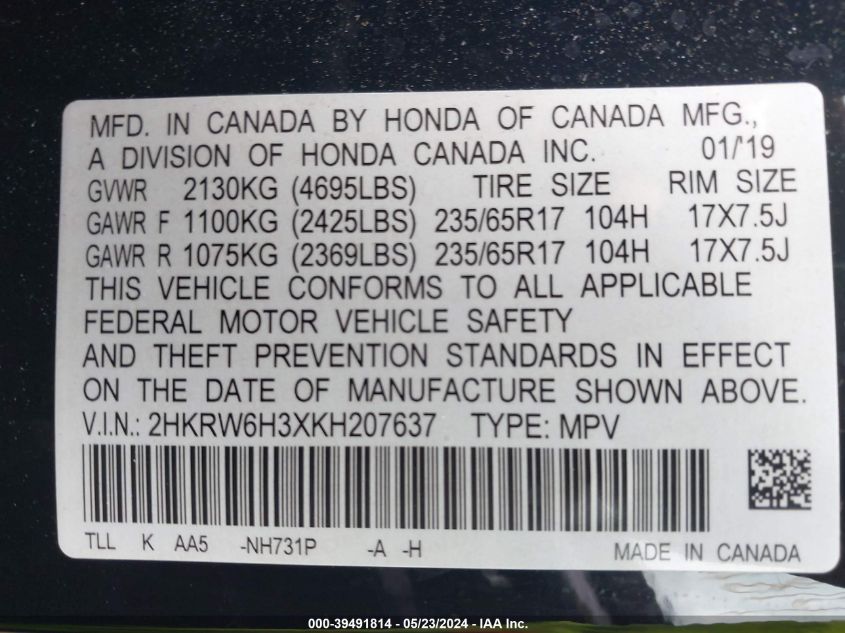 MFD. IN CANADA BY HONDA OF CANADA MFG.,
A DIVISION OF HONDA CANADA INC. 01/'19
GVWR 2130KG (4695LBS) TIRE SIZE RIM SIZE
GAWR F 1100KG (2425LBS) 235/65R17 104H 17X7.5J
GAWR R 1075KG (2369LBS) 235/65R17 104H 17X7.5J
THIS VEHICLE CONFORMS TO ALL APPLICABLE
FEDERAL MOTOR VEHICLE SAFETY
AND THEFT PREVENTION STANDARDS IN EFFECT
ON THE DATE OF MANUFACTURE SHOWN ABOVE.
V.I.N.: 2HKRW6H3XKH207637 TYPE: MPV
TLL K AA5 -NH731P -A -H MADE IN CANADA
000-39491814 - 05/23/2024 - IAA Inc.